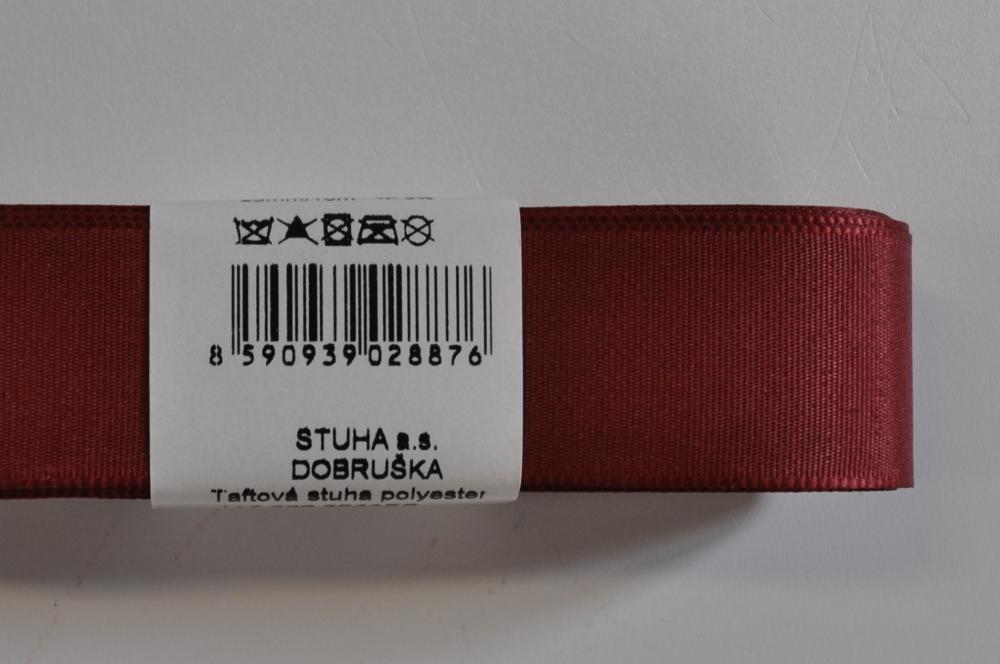 8 590939 028876
STUHA a.s.
DOBRUŠKA
Taftová stuha polyester